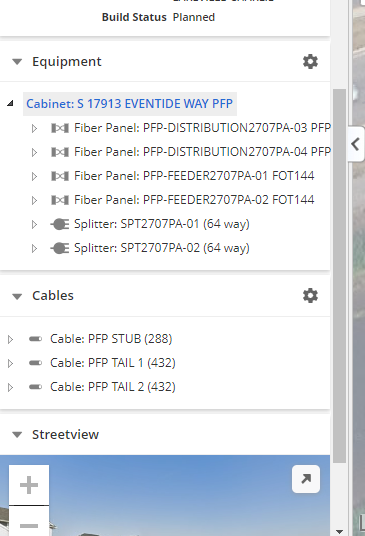 Build Status Planned
Equipment
Cabinet: S 17913 EVENTIDE WAY PFP
Fiber Panel: PFP-DISTRIBUTION2707PA-03 PFP
Fiber Panel: PFP-DISTRIBUTION2707PA-04 PFP
Fiber Panel: PFP-FEEDER2707PA-01 FOT144
Fiber Panel: PFP-FEEDER2707PA-02 FOT144
Splitter: SPT2707PA-01 (64 way)
Splitter: SPT2707PA-02 (64 way)
Cables
Cable: PFP STUB (288)
Cable: PFP TAIL 1 (432)
Cable: PFP TAIL 2 (432)
Streetview